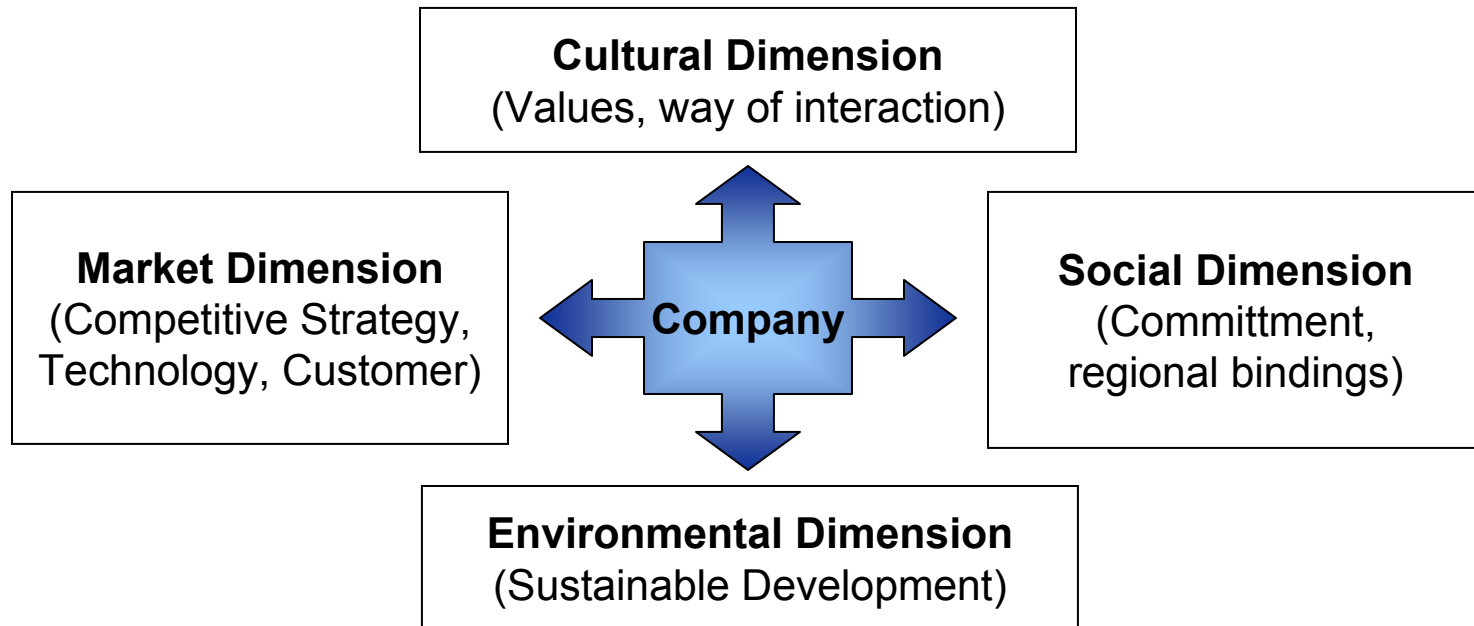 Cultural Dimension
(Values, way of interaction)
Market Dimension
(Competitive Strategy,
Technology, Customer)
Company
Social Dimension
(Committment,
regional bindings)
Environmental Dimension
(Sustainable Development)